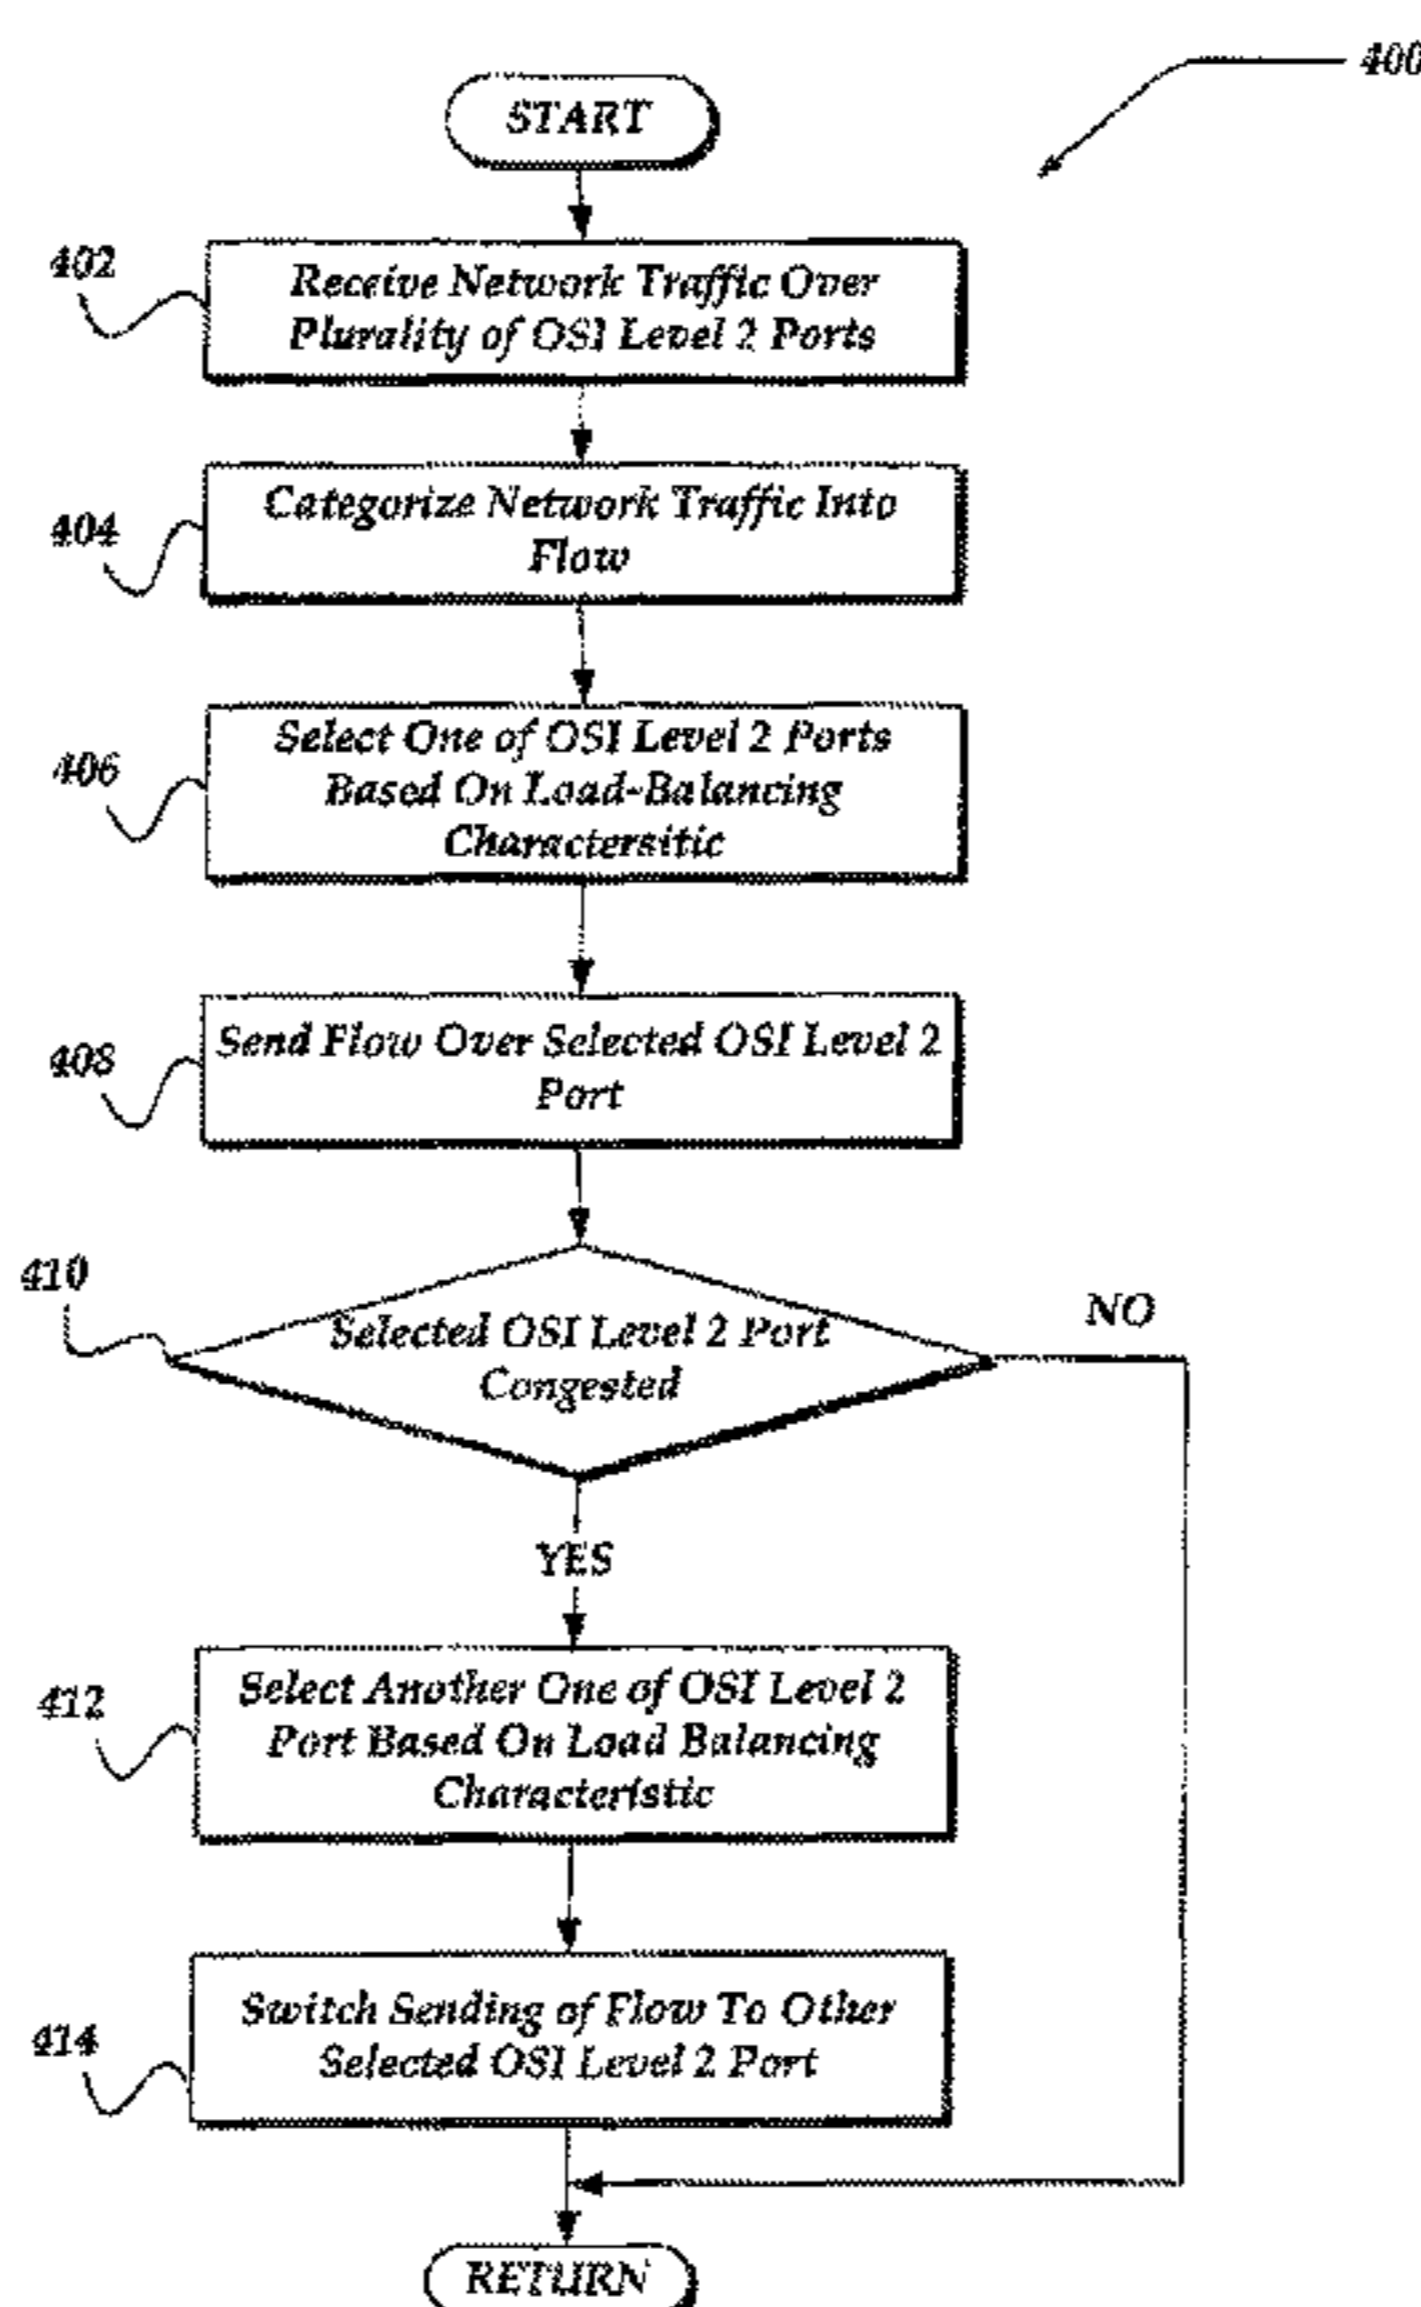 400
START
402
Receive Network Traffic Over
Plurality of OSI Level 2 Ports
404
Categorize Network Traffic Into
Flow
406
Select One of OSI Level 2 Ports
Based On Load-Balancing
Charactersitic
408
Send Flow Over Selected OSI Level 2
Port
410
Selected OSI Level 2 Port
Congested
NO
YES
412
Select Another One of OSI Level 2
Port Based On Load Balancing
Characteristic
414
Switch Sending of Flow To Other
Selected OSI Level 2 Port
RETURN